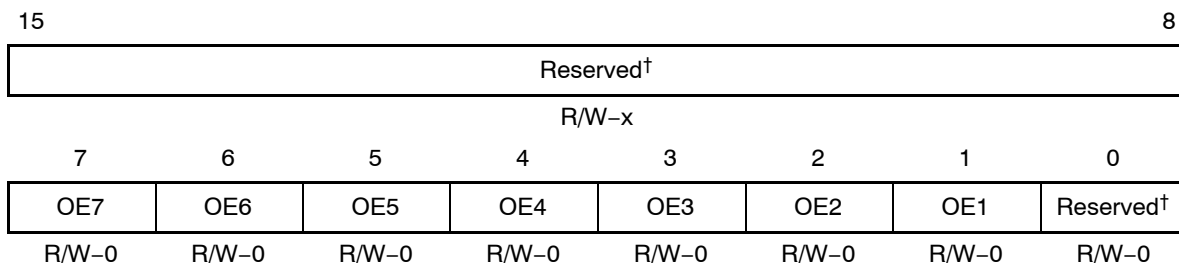 15 8
Reserved†
R/W−x
7 6 5 4 3 2 1 0
OE7 OE6 OE5 OE4 OE3 OE2 OE1 Reserved†
R/W−0 R/W−0 R/W−0 R/W−0 R/W−0 R/W−0 R/W−0 R/W−0